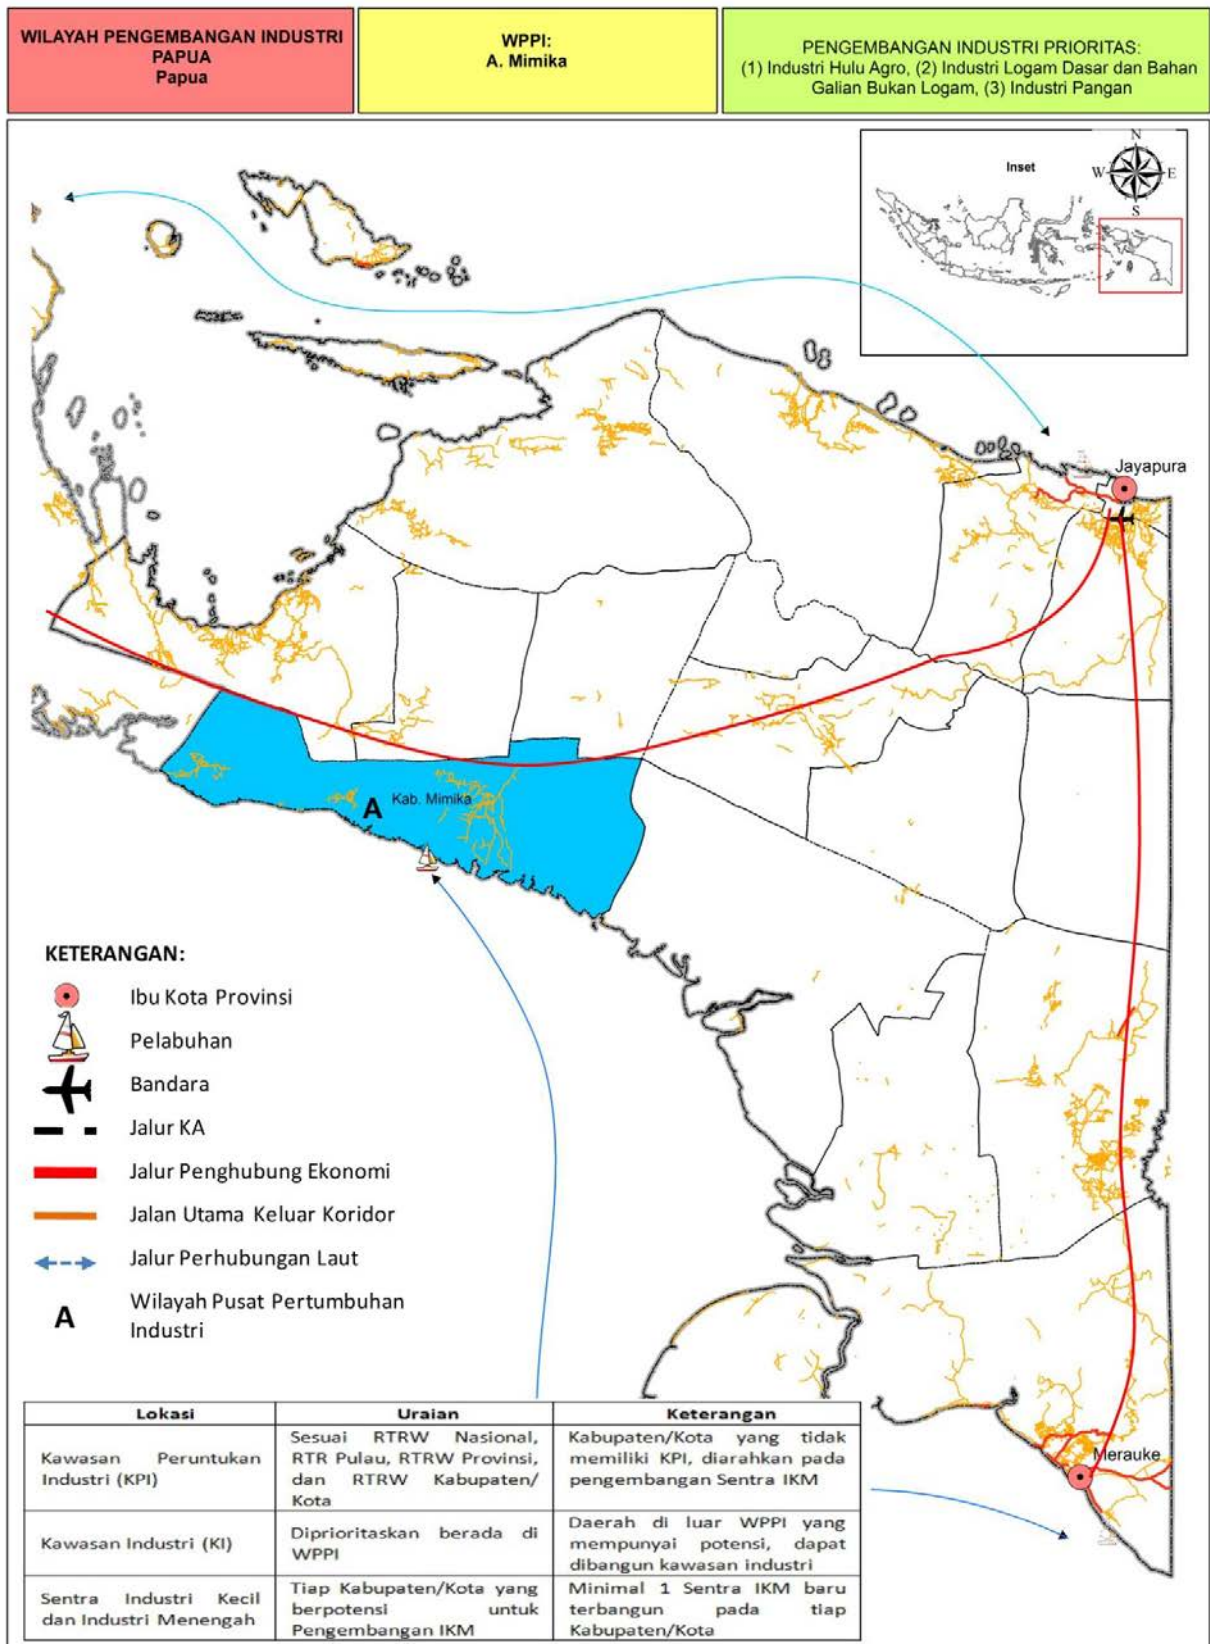 WILAYAH PENGEMBANGAN INDUSTRI
PAPUA
Papua
WPPI:
A. Mimika
PENGEMBANGAN INDUSTRI PRIORITAS:
(1) Industri Hulu Agro, (2) Industri Logam Dasar dan Bahan
Galian Bukan Logam, (3) Industri Pangan
Inset
N
W
E
S
Jayapura
A
Kab. Mimika
KETERANGAN:
Ibu Kota Provinsi
Pelabuhan
Bandara
Jalur KA
Jalur Penghubung Ekonomi
Jalan Utama Keluar Koridor
Jalur Perhubungan Laut
A
Wilayah Pusat Pertumbuhan
Industri
Merauke
Lokasi
Uraian
Keterangan
Kawasan Peruntukan
Industri (KPI)
Sesuai RTRW Nasional,
RTR Pulau, RTRW Provinsi,
dan RTRW Kabupaten/
Kota
Kabupaten/Kota yang tidak
memiliki KPI, diarahkan pada
pengembangan Sentra IKM
Kawasan Industri (KI)
Diprioritaskan berada di
WPPI
Daerah di luar WPPI yang
mempunyai potensi, dapat
dibangun kawasan industri
Sentra Industri Kecil
dan Industri Menengah
Tiap Kabupaten/Kota yang
berpotensi untuk
Pengembangan IKM
Minimal 1 Sentra IKM baru
terbangun pada tiap
Kabupaten/Kota